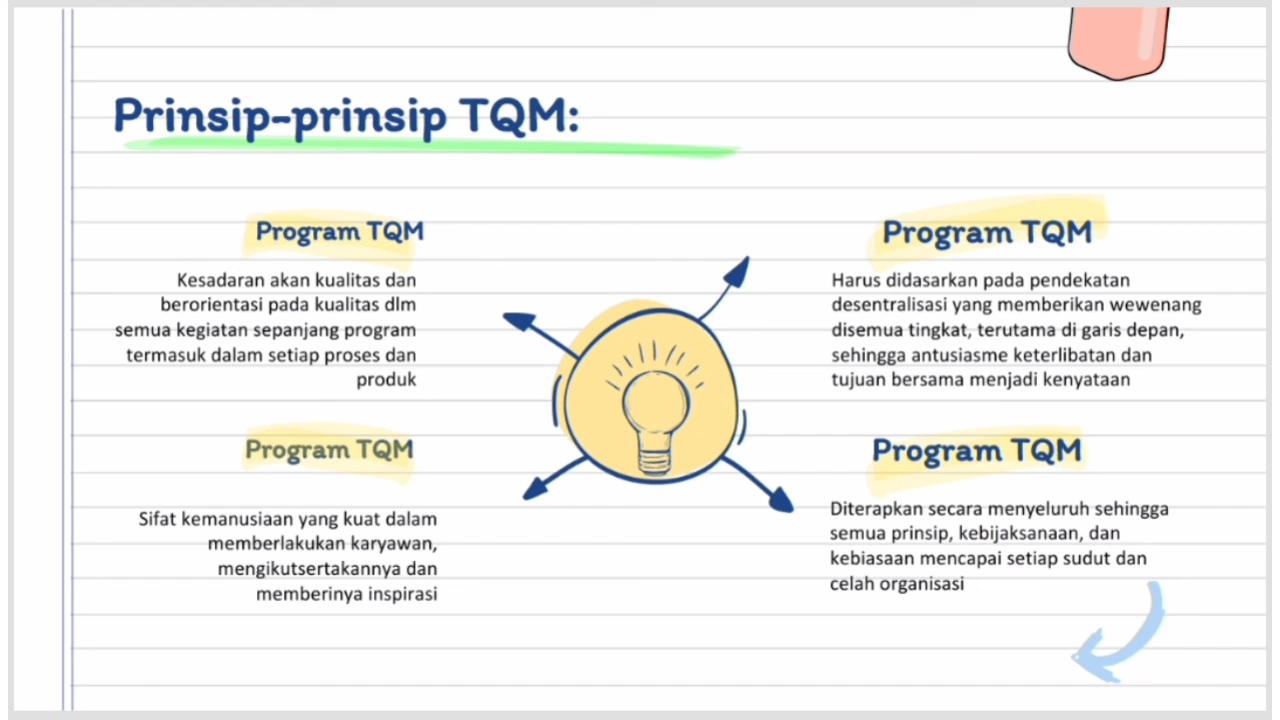 Prinsip-prinsip TQM:
Program TQM
Kesadaran akan kualitas dan
berorientasi pada kualitas dlm
semua kegiatan sepanjang program
termasuk dalam setiap proses dan
produk
Program TQM
Harus didasarkan pada pendekatan
desentralisasi yang memberikan wewenang
disemua tingkat, terutama di garis depan,
sehingga antusiasme keterlibatan dan
tujuan bersama menjadi kenyataan
Program TQM
Sifat kemanusiaan yang kuat dalam
memberlakukan karyawan,
mengikutsertakannya dan
memberinya inspirasi
Program TQM
Diterapkan secara menyeluruh sehingga
semua prinsip, kebijaksanaan, dan
kebiasaan mencapai setiap sudut dan
celah organisasi